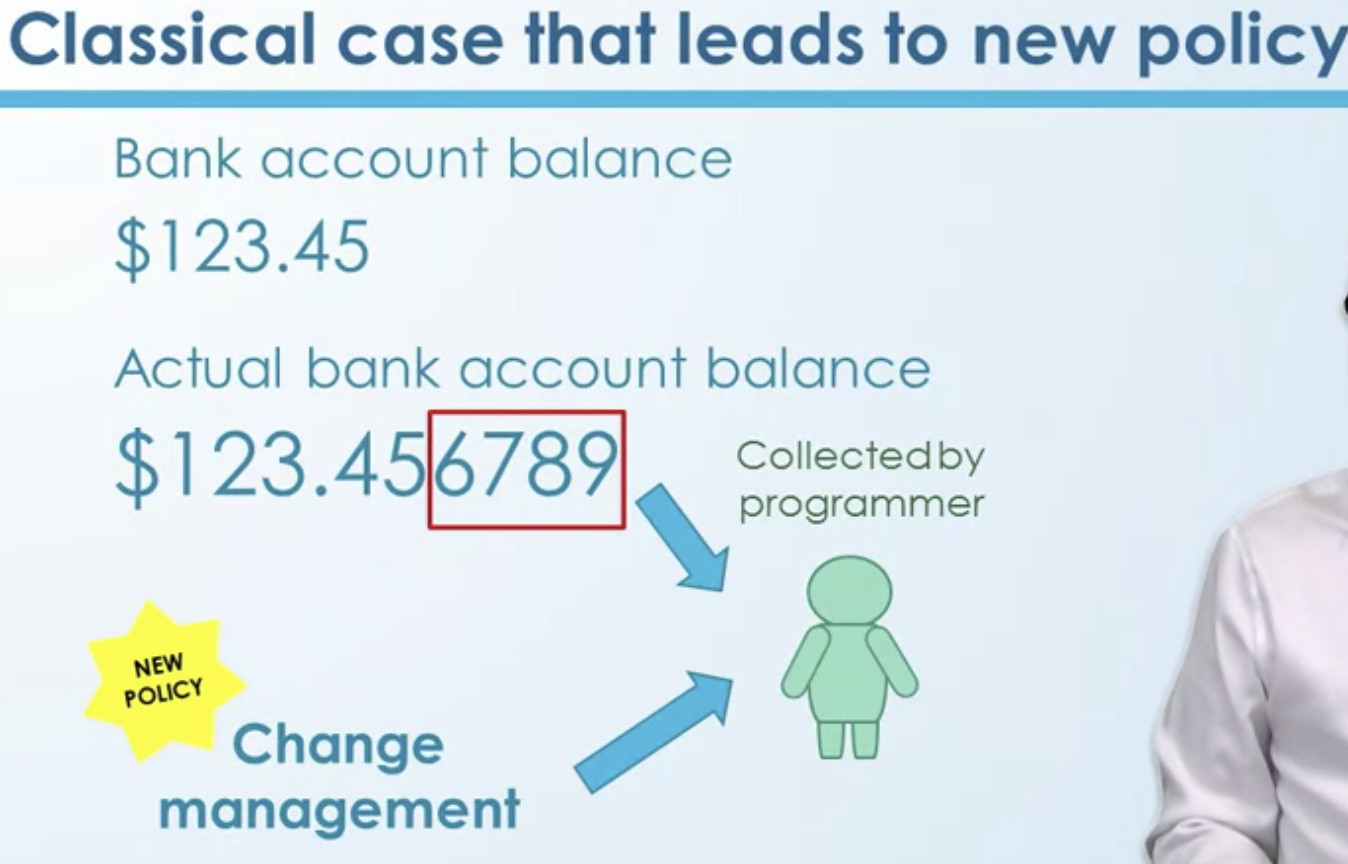 Classical case that leads to new policy
Bank account balance
$123.45
Actual bank account balance
$123.456789
Collected by
programmer
NEW
POLICY
Change
management